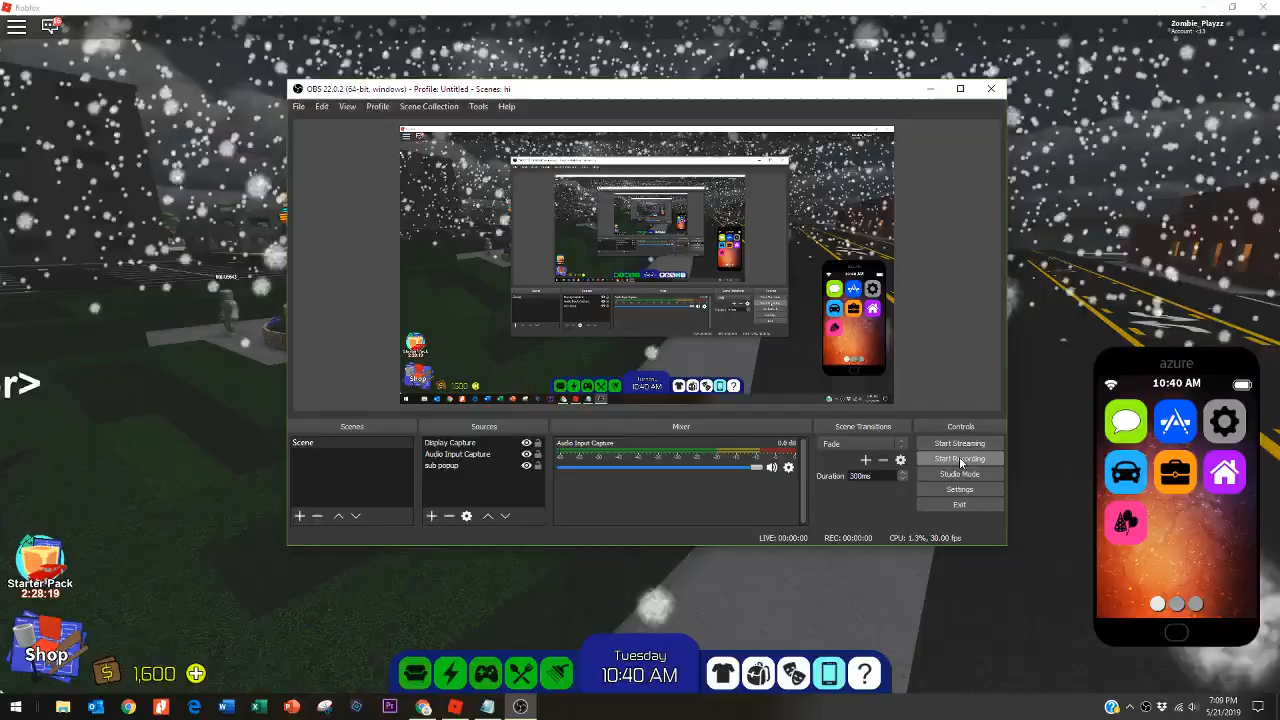 Roblox
16
Zombie_Playzz
Account: <13
OBS 22.0.2 (64-bit, windows) - Profile: Untitled - Scenes: hi
File Edit View Profile Scene Collection Tools Help
r>
Scenes
Sources
Mixer
Scene Transitions
Controls
Scene
Display Capture
Audio Input Capture
sub popup
Audio Input Capture
0.0 dB
Fade
Duration 300ms
Start Streaming
Start Recording
Studio Mode
Settings
Exit
LIVE: 00:00:00
REC: 00:00:00
CPU: 1.3%, 30.00 fps
azure
10:40 AM
Starter Pack
2:28:19
Shop
1,600
Tuesday
10:40 AM
?
7:09 PM
5/21/2019